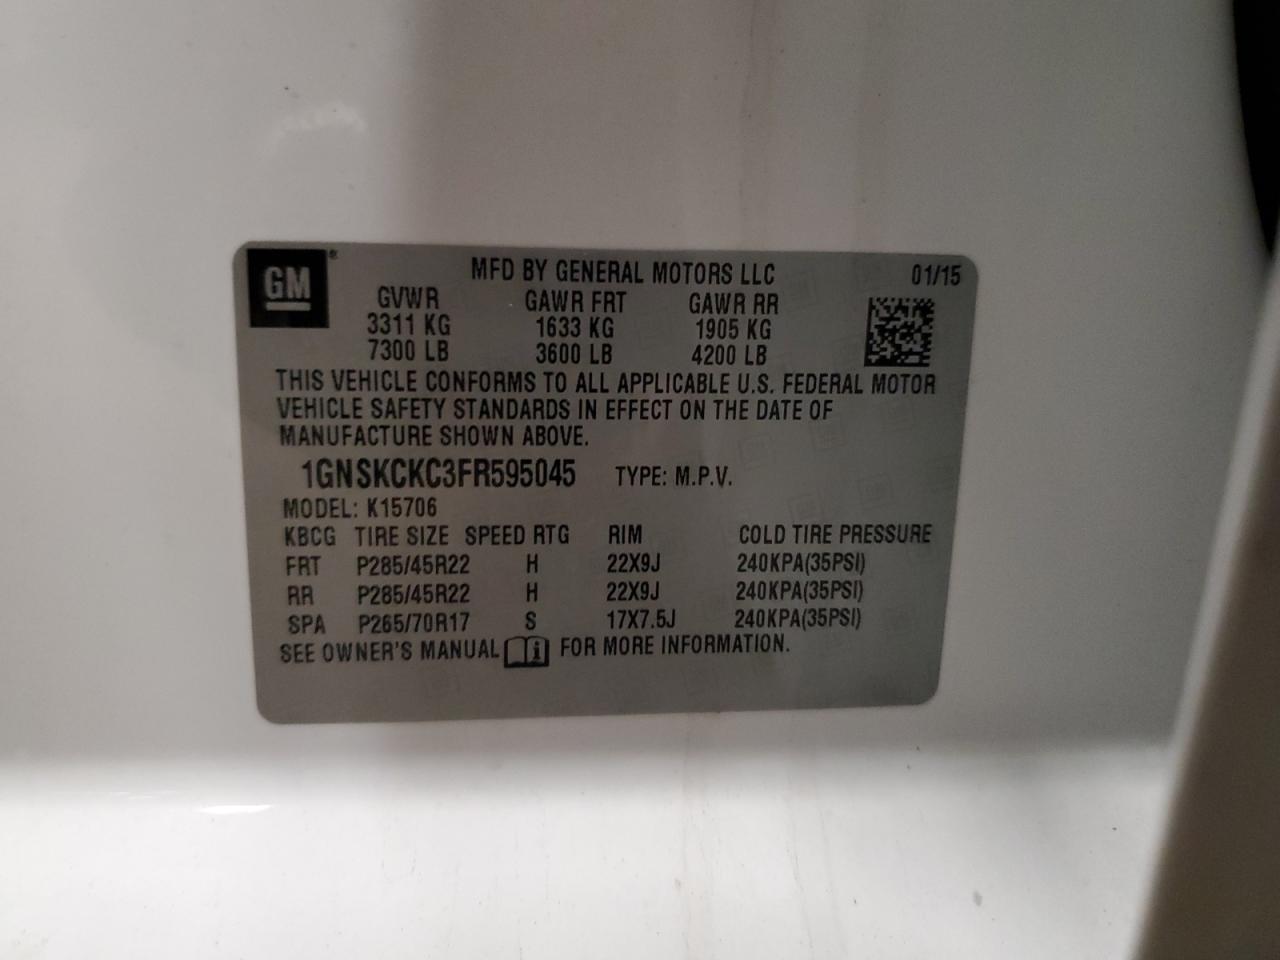 GM®
MFD BY GENERAL MOTORS LLC 01/15
GVWR GAWR FRT GAWR RR
3311 KG 1633 KG 1905 KG
7300 LB 3600 LB 4200 LB
THIS VEHICLE CONFORMS TO ALL APPLICABLE U.S. FEDERAL MOTOR
VEHICLE SAFETY STANDARDS IN EFFECT ON THE DATE OF
MANUFACTURE SHOWN ABOVE.
1GNSKCKC3FR595045 TYPE: M.P.V.
MODEL: K15706
KBCG TIRE SIZE SPEED RTG RIM COLD TIRE PRESSURE
FRT P285/45R22 H 22X9J 240KPA(35PSI)
RR P285/45R22 H 22X9J 240KPA(35PSI)
SPA P265/70R17 S 17X7.5J 240KPA(35PSI)
SEE OWNER'S MANUAL i FOR MORE INFORMATION.